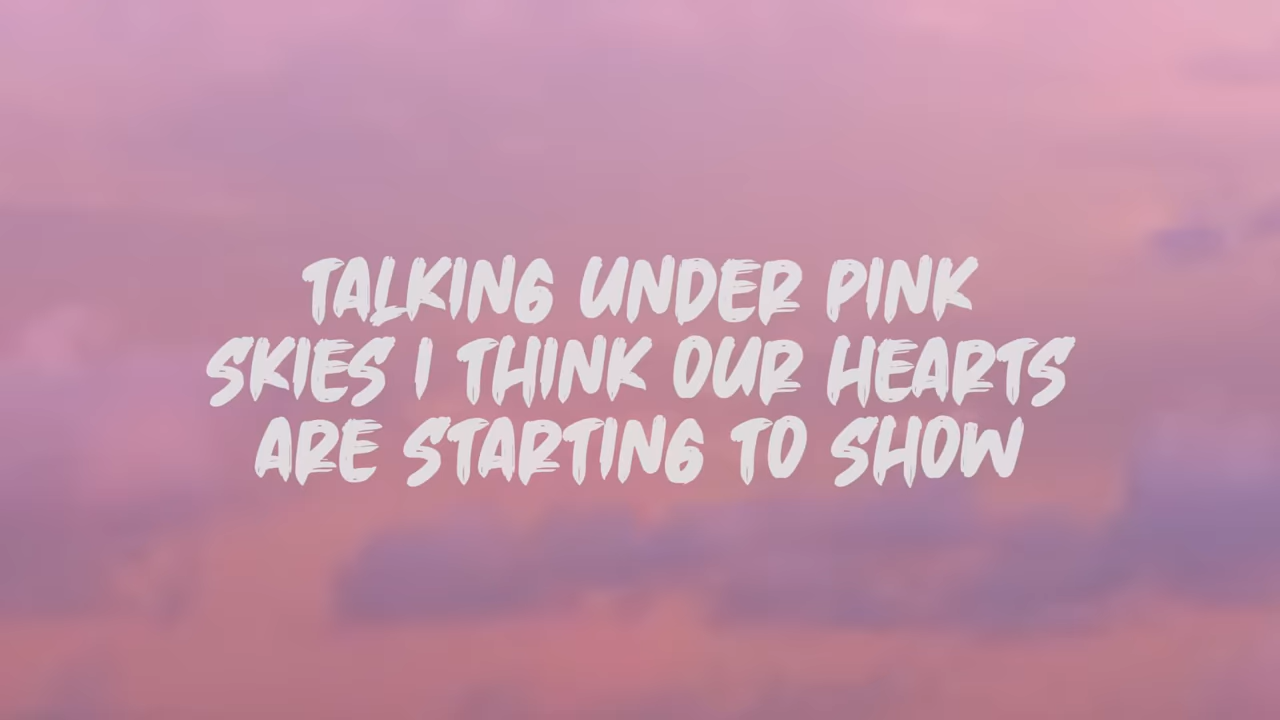 TALKING UNDER PINK
SKIES I THINK OUR HEARTS
ARE STARTING TO SHOW